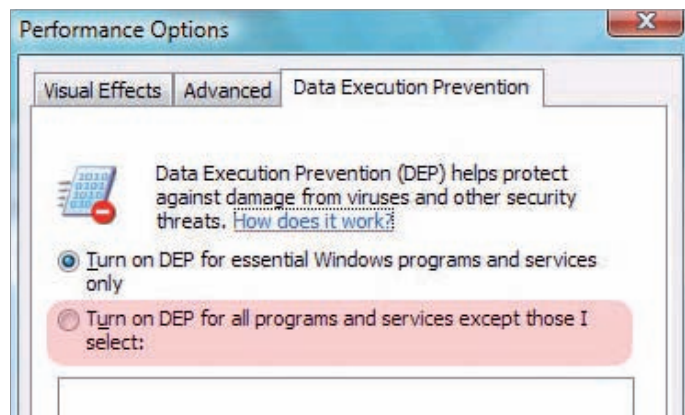 Performance Options
Visual Effects Advanced Data Execution Prevention
Data Execution Prevention (DEP) helps protect
against damage from viruses and other security
threats. How does it work?
Turn on DEP for essential Windows programs and services
only
Turn on DEP for all programs and services except those I
select: